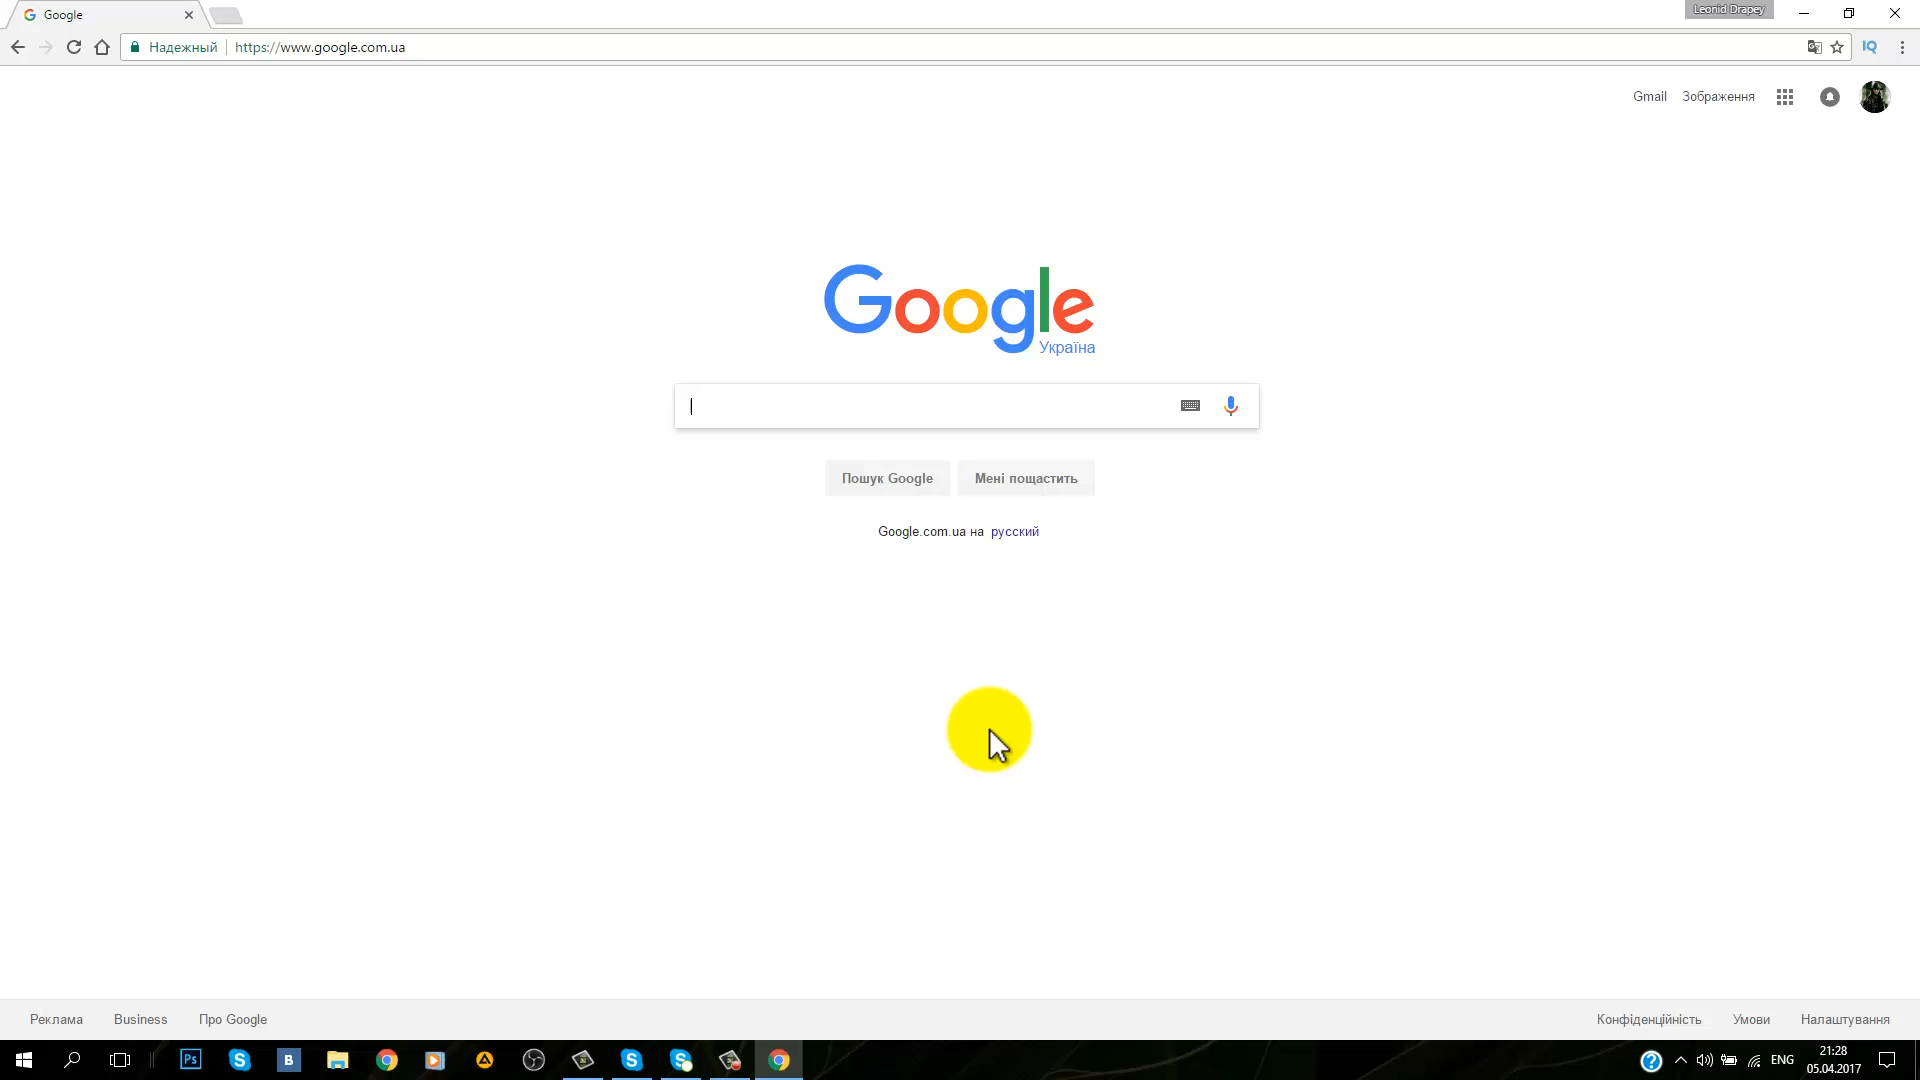 Google
Leonid Drapey
Надежный
https://www.google.com.ua
Gmail
Зображення
Google
Україна
Пошук Google
Мені пощастить
Google.com.ua на русский
Реклама
Business
Про Google
Конфіденційність
Умови
Налаштування
Ps
B
ENG
21:28
05.04.2017